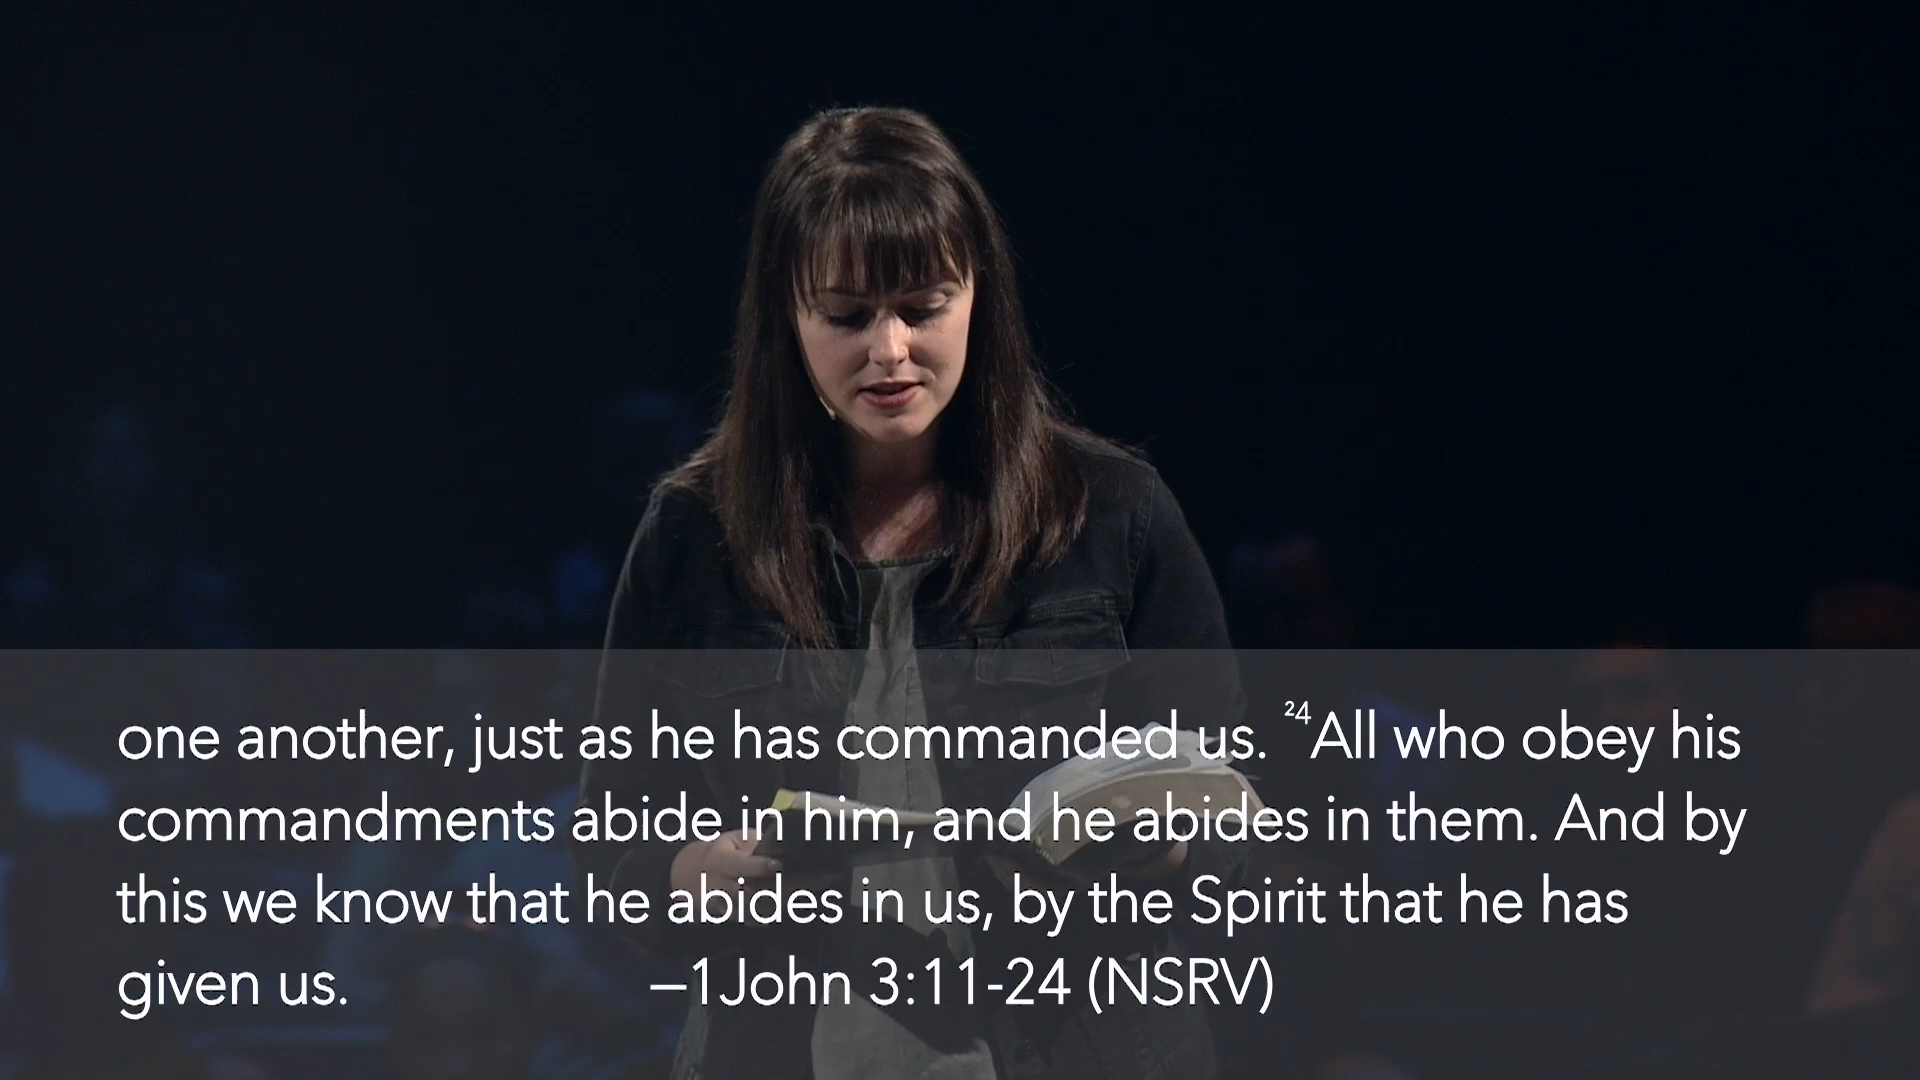 one another, just as he has commanded us. ²⁴All who obey his
commandments abide in him, and he abides in them. And by
this we know that he abides in us, by the Spirit that he has
given us. –1John 3:11-24 (NSRV)